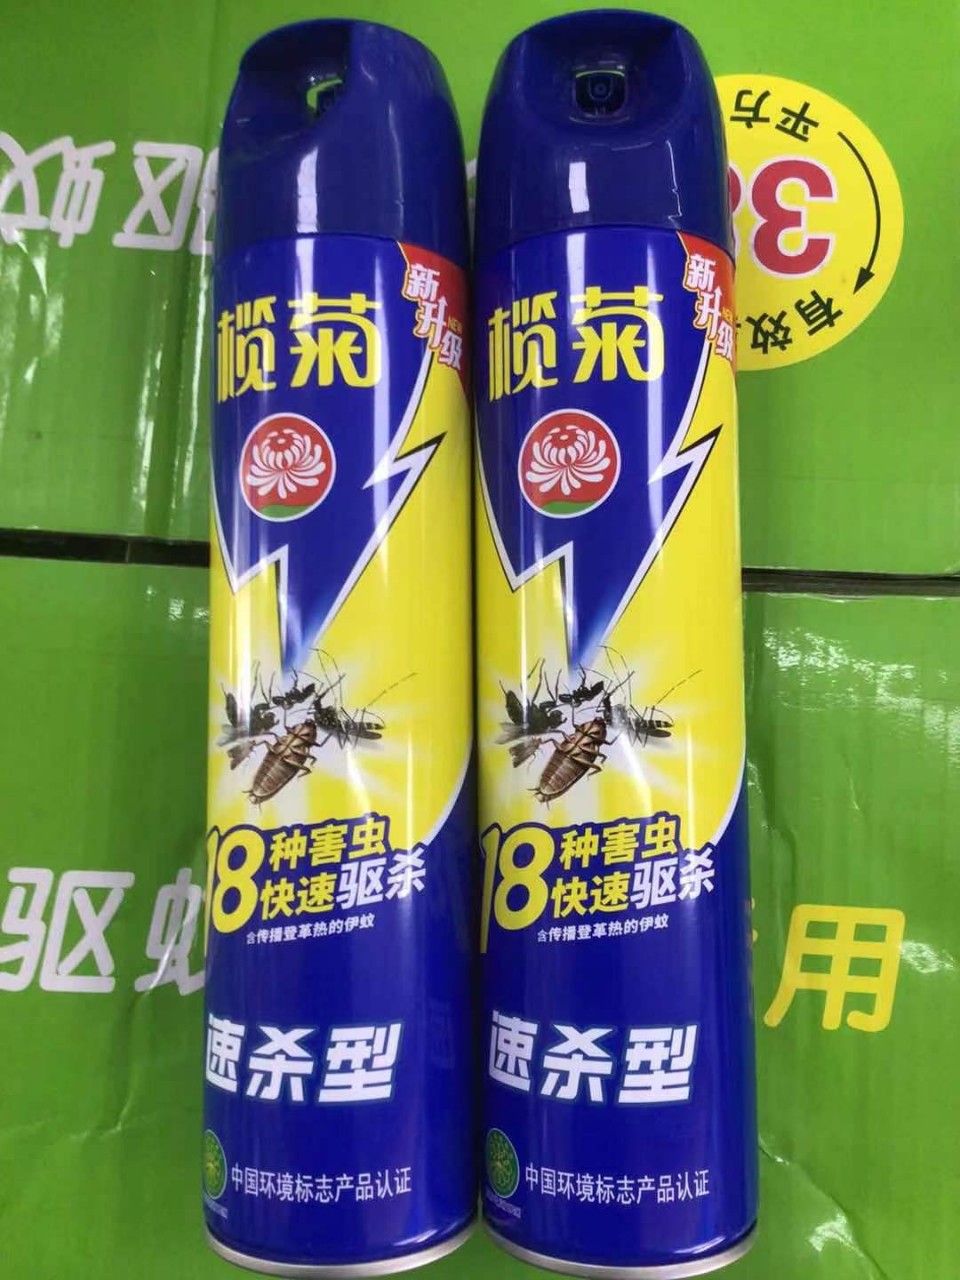 榄菊
新升级
NEW
18种害虫
快速驱杀
含传播登革热的伊蚊
速杀型
中国环境标志产品认证
榄菊
新升级
NEW
18种害虫
快速驱杀
含传播登革热的伊蚊
速杀型
中国环境标志产品认证
驱蚊
平方
3
有效
驱蚊
用